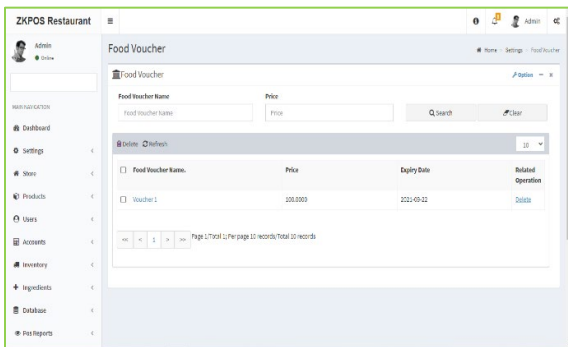 ZKPOS Restaurant
Admin
Admin
Online
Food Voucher
Home
Settings
Food Voucher
Food Voucher
Option
Food Voucher Name
Price
Food Voucher Name
Price
Search
Clear
MAIN NAVIGATION
Dashboard
Settings
Store
Products
Users
Accounts
Inventory
Ingredients
Database
Pos Reports
Delete Refresh
10
Food Voucher Name. Price Expiry Date Related Operation
Voucher 1 100.0000 2021-03-22 Delete
<< < 1 > >> Page 1/Total 1; Per page 10 records/Total 10 records